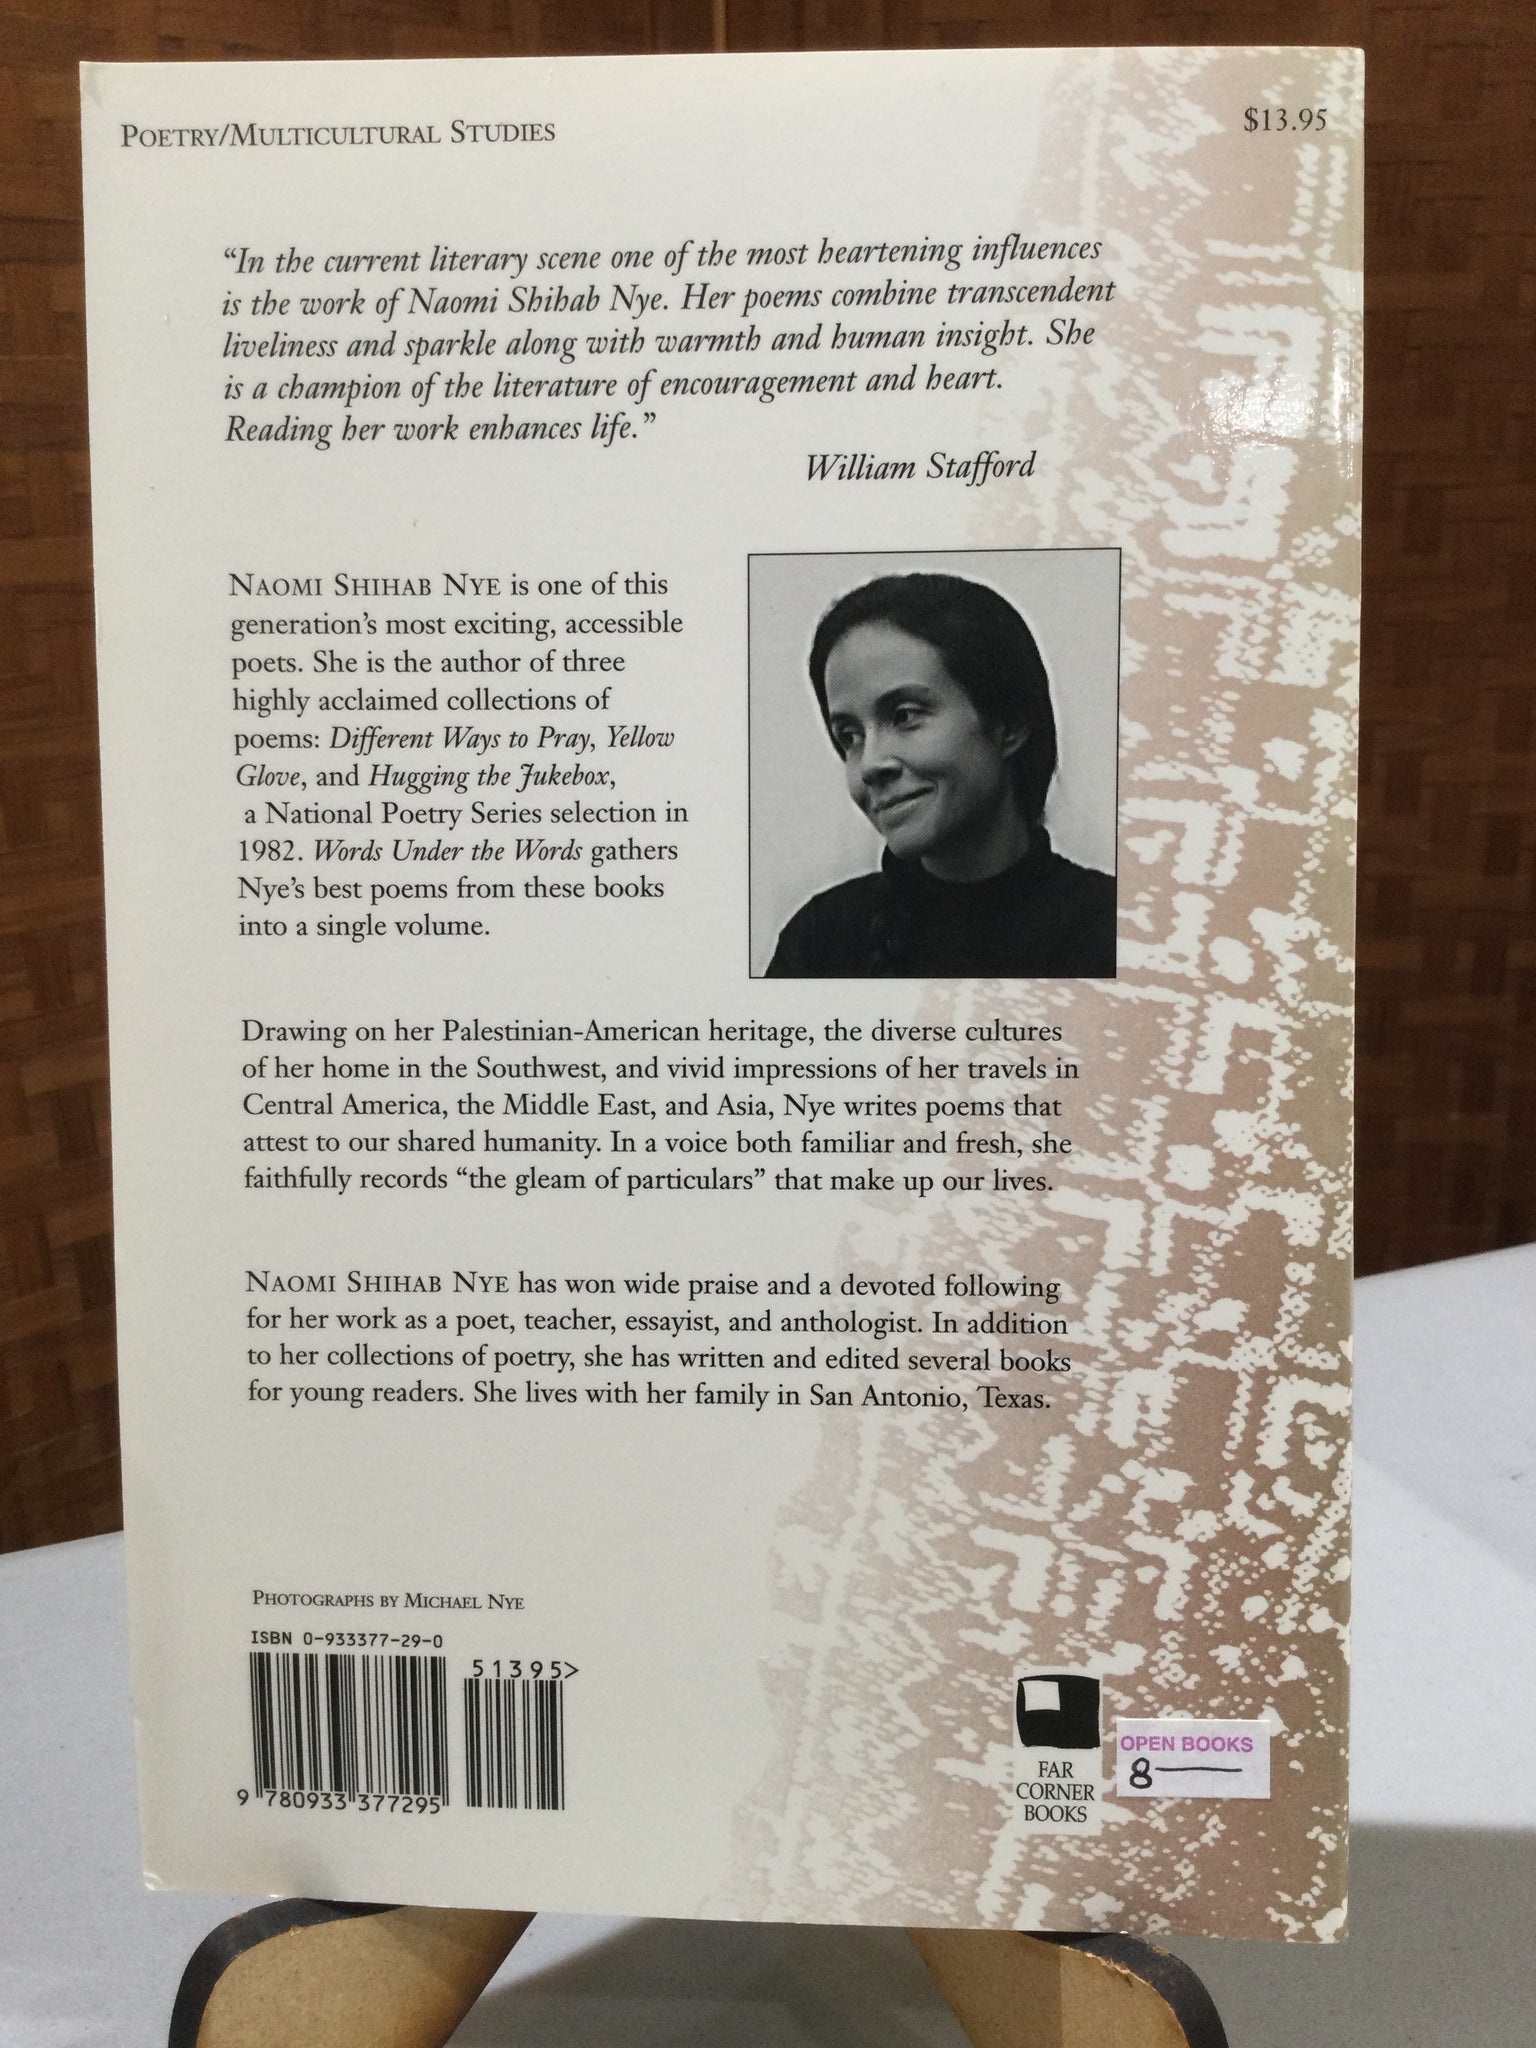 POETRY/MULTICULTURAL STUDIES
$13.95
“In the current literary scene one of the most heartening influences
is the work of Naomi Shihab Nye. Her poems combine transcendent
liveliness and sparkle along with warmth and human insight. She
is a champion of the literature of encouragement and heart.
Reading her work enhances life.”
William Stafford
NAOMI SHIHAB NYE is one of this
generation’s most exciting, accessible
poets. She is the author of three
highly acclaimed collections of
poems: Different Ways to Pray, Yellow
Glove, and Hugging the Jukebox,
a National Poetry Series selection in
1982. Words Under the Words gathers
Nye’s best poems from these books
into a single volume.
Drawing on her Palestinian-American heritage, the diverse cultures
of her home in the Southwest, and vivid impressions of her travels in
Central America, the Middle East, and Asia, Nye writes poems that
attest to our shared humanity. In a voice both familiar and fresh, she
faithfully records “the gleam of particulars” that make up our lives.
NAOMI SHIHAB NYE has won wide praise and a devoted following
for her work as a poet, teacher, essayist, and anthologist. In addition
to her collections of poetry, she has written and edited several books
for young readers. She lives with her family in San Antonio, Texas.
PHOTOGRAPHS BY MICHAEL NYE
ISBN 0-933377-29-0
51395>
9 780933 377295
FAR
CORNER
BOOKS
OPEN BOOKS
8—